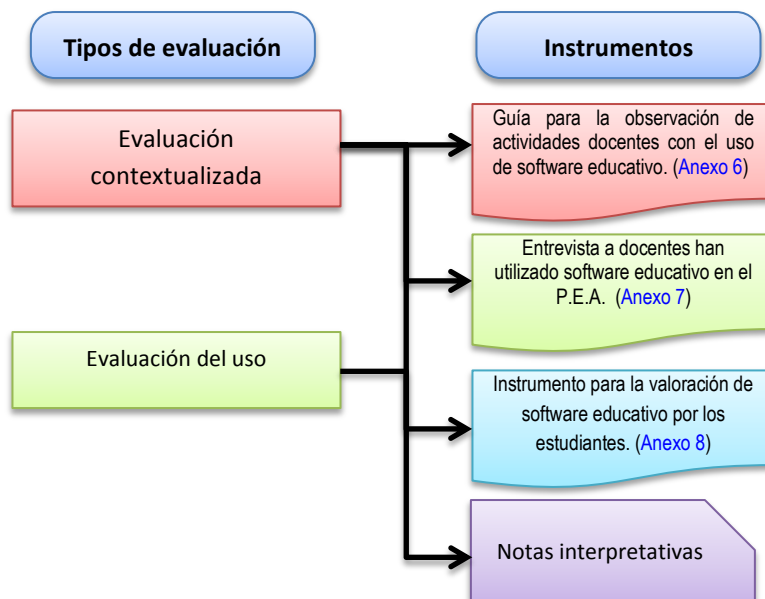 Tipos de evaluación
Instrumentos
Evaluación
contextualizada
Guía para la observación de
actividades docentes con el uso
de software educativo. (Anexo 6)
Entrevista a docentes han
utilizado software educativo en el
P.E.A. (Anexo 7)
Evaluación del uso
Instrumento para la valoración de
software educativo por los
estudiantes. (Anexo 8)
Notas interpretativas